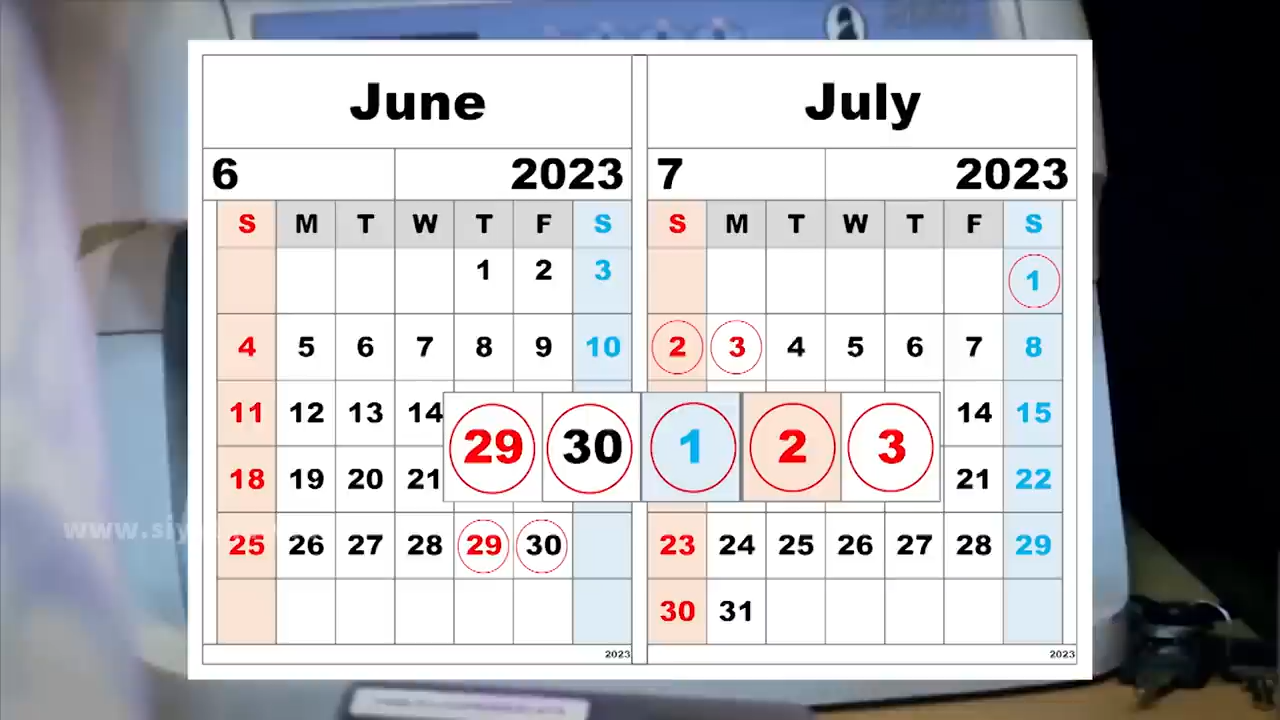 June
6 2023
S M T W T F S
1 2 3
4 5 6 7 8 9 10
11 12 13 14
18 19 20 21
25 26 27 28 29 30
2023
July
7 2023
S M T W T F S
1
2 3 4 5 6 7 8
14 15
21 22
23 24 25 26 27 28 29
30 31
2023
29 30 1 2 3